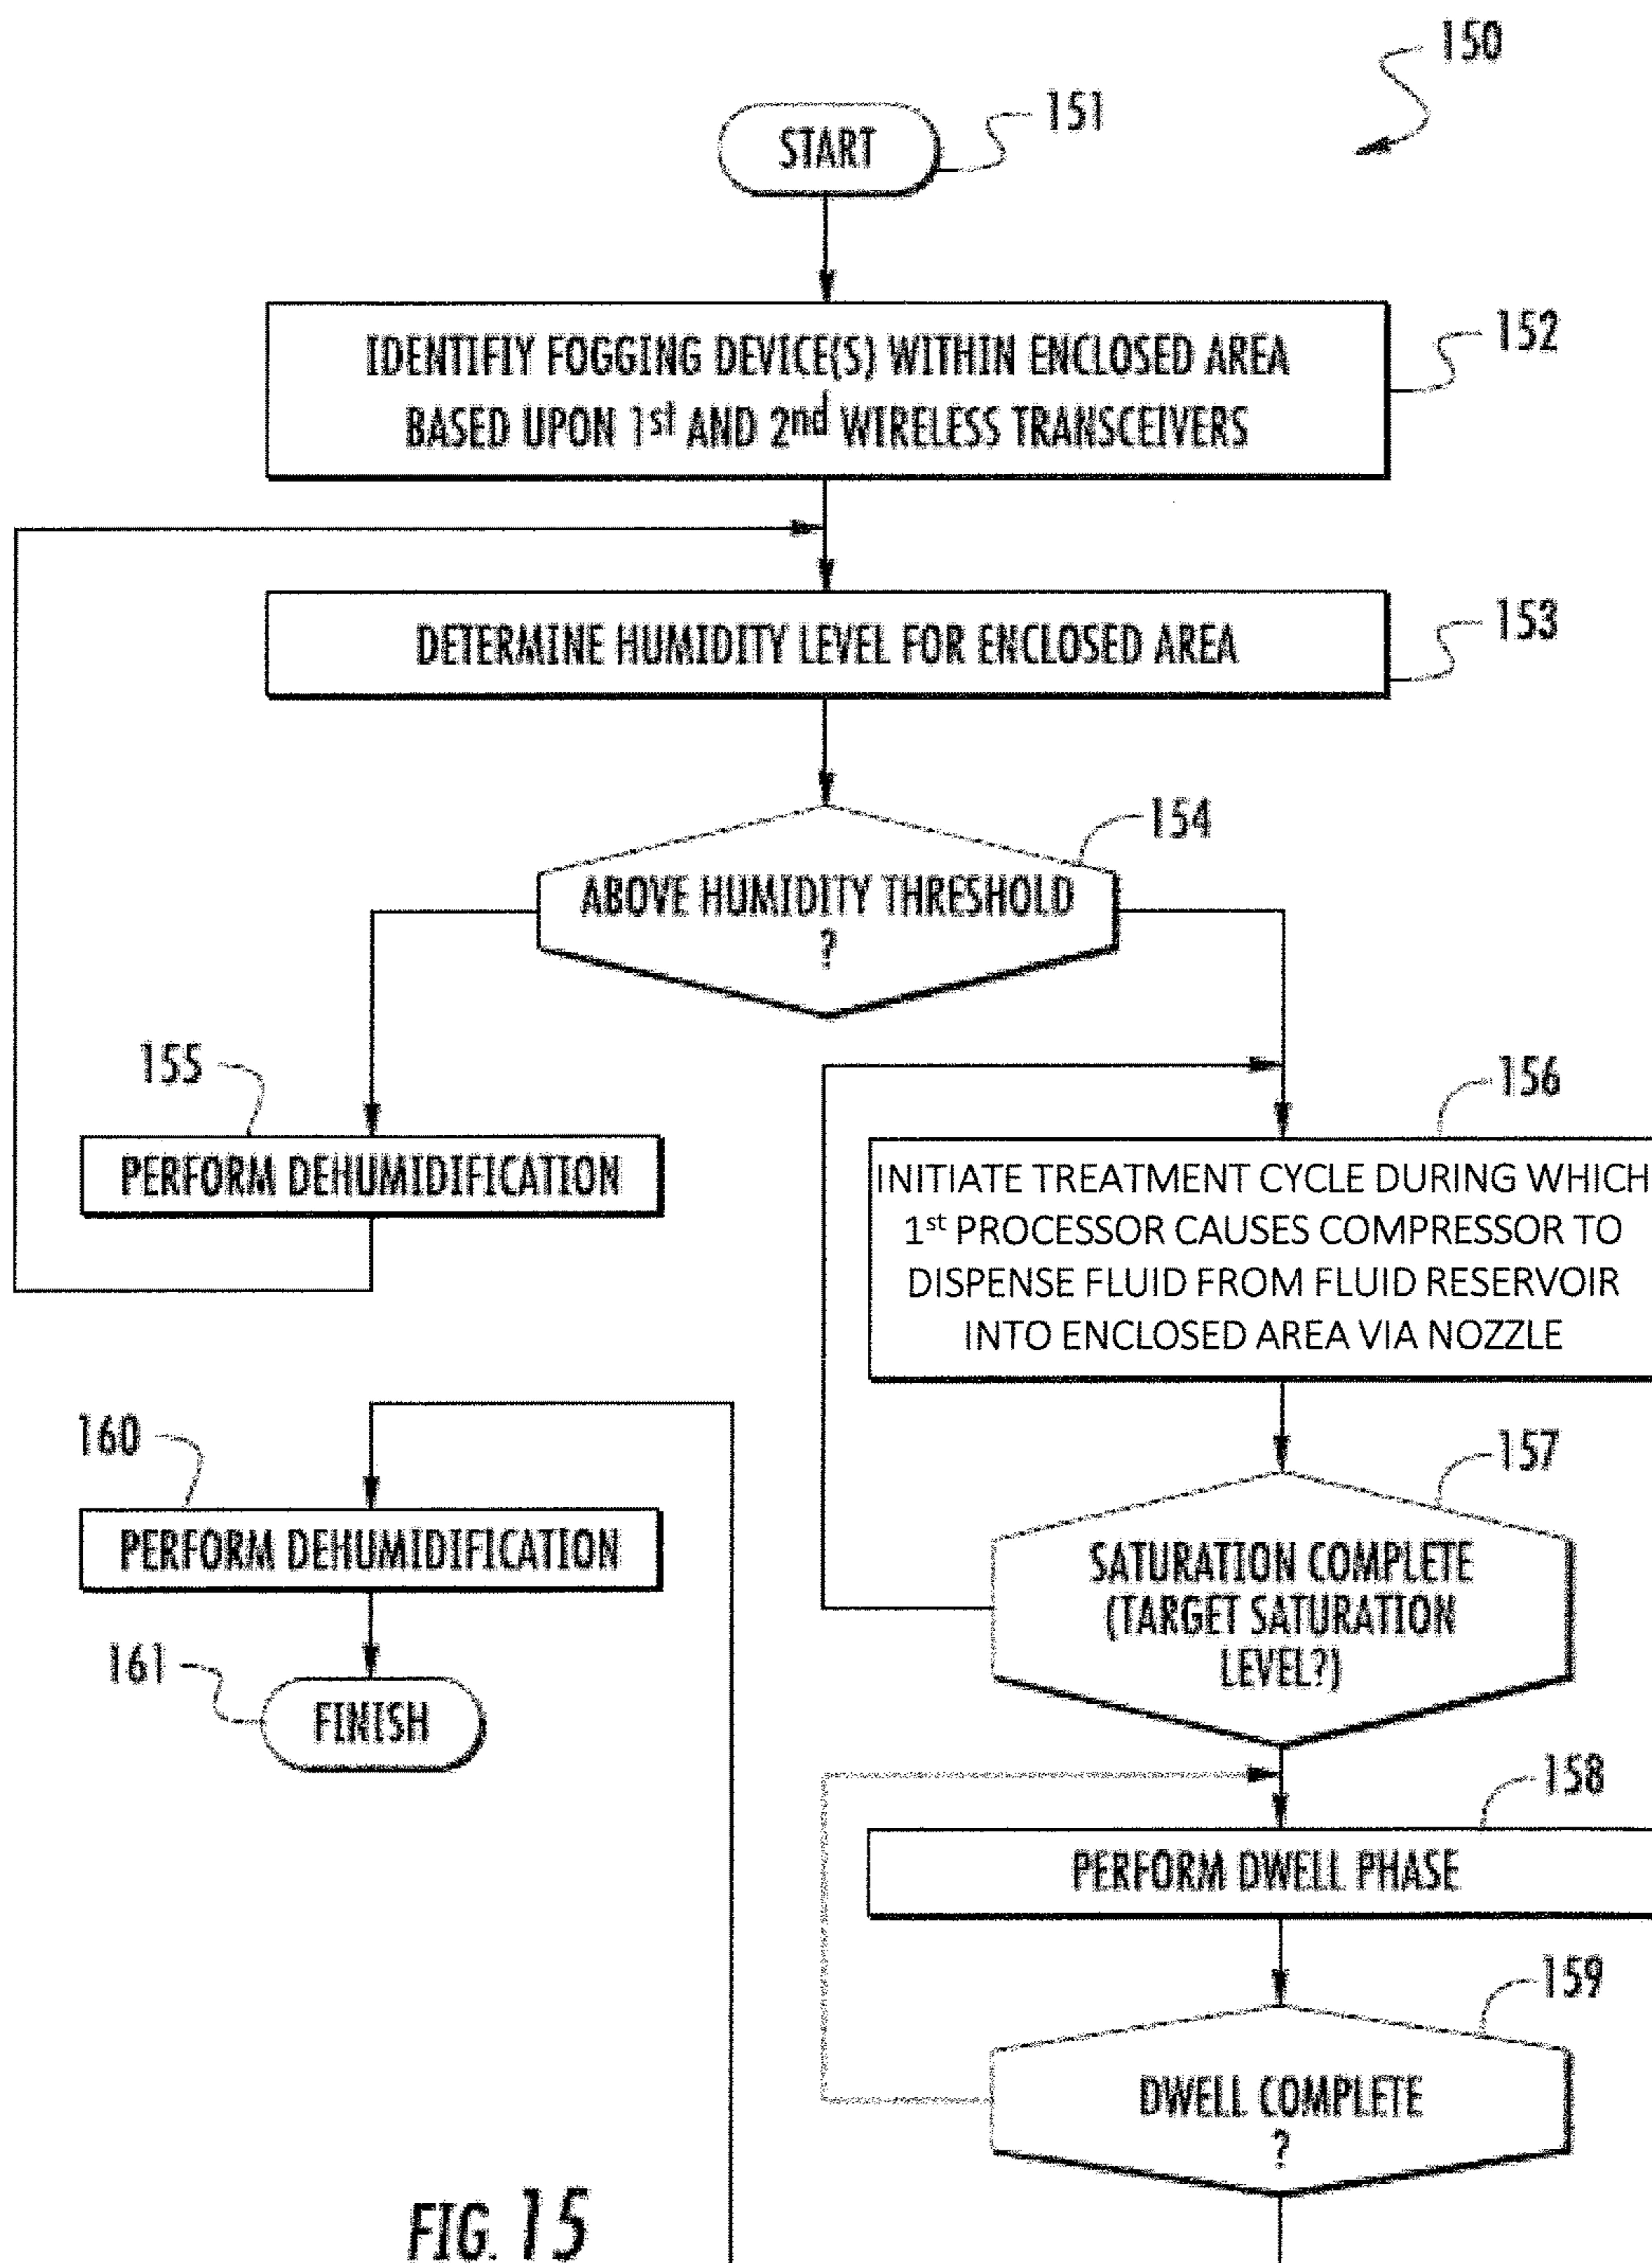 150
START
151
IDENTIFIY FOGGING DEVICE(S) WITHIN ENCLOSED AREA
BASED UPON 1st AND 2nd WIRELESS TRANSCEIVERS
152
DETERMINE HUMIDITY LEVEL FOR ENCLOSED AREA
153
154
ABOVE HUMIDITY THRESHOLD
?
155
PERFORM DEHUMIDIFICATION
156
INITIATE TREATMENT CYCLE DURING WHICH
1st PROCESSOR CAUSES COMPRESSOR TO
DISPENSE FLUID FROM FLUID RESERVOIR
INTO ENCLOSED AREA VIA NOZZLE
157
SATURATION COMPLETE
(TARGET SATURATION
LEVEL?)
158
PERFORM DWELL PHASE
159
DWELL COMPLETE
?
160
PERFORM DEHUMIDIFICATION
161
FINISH
FIG. 15